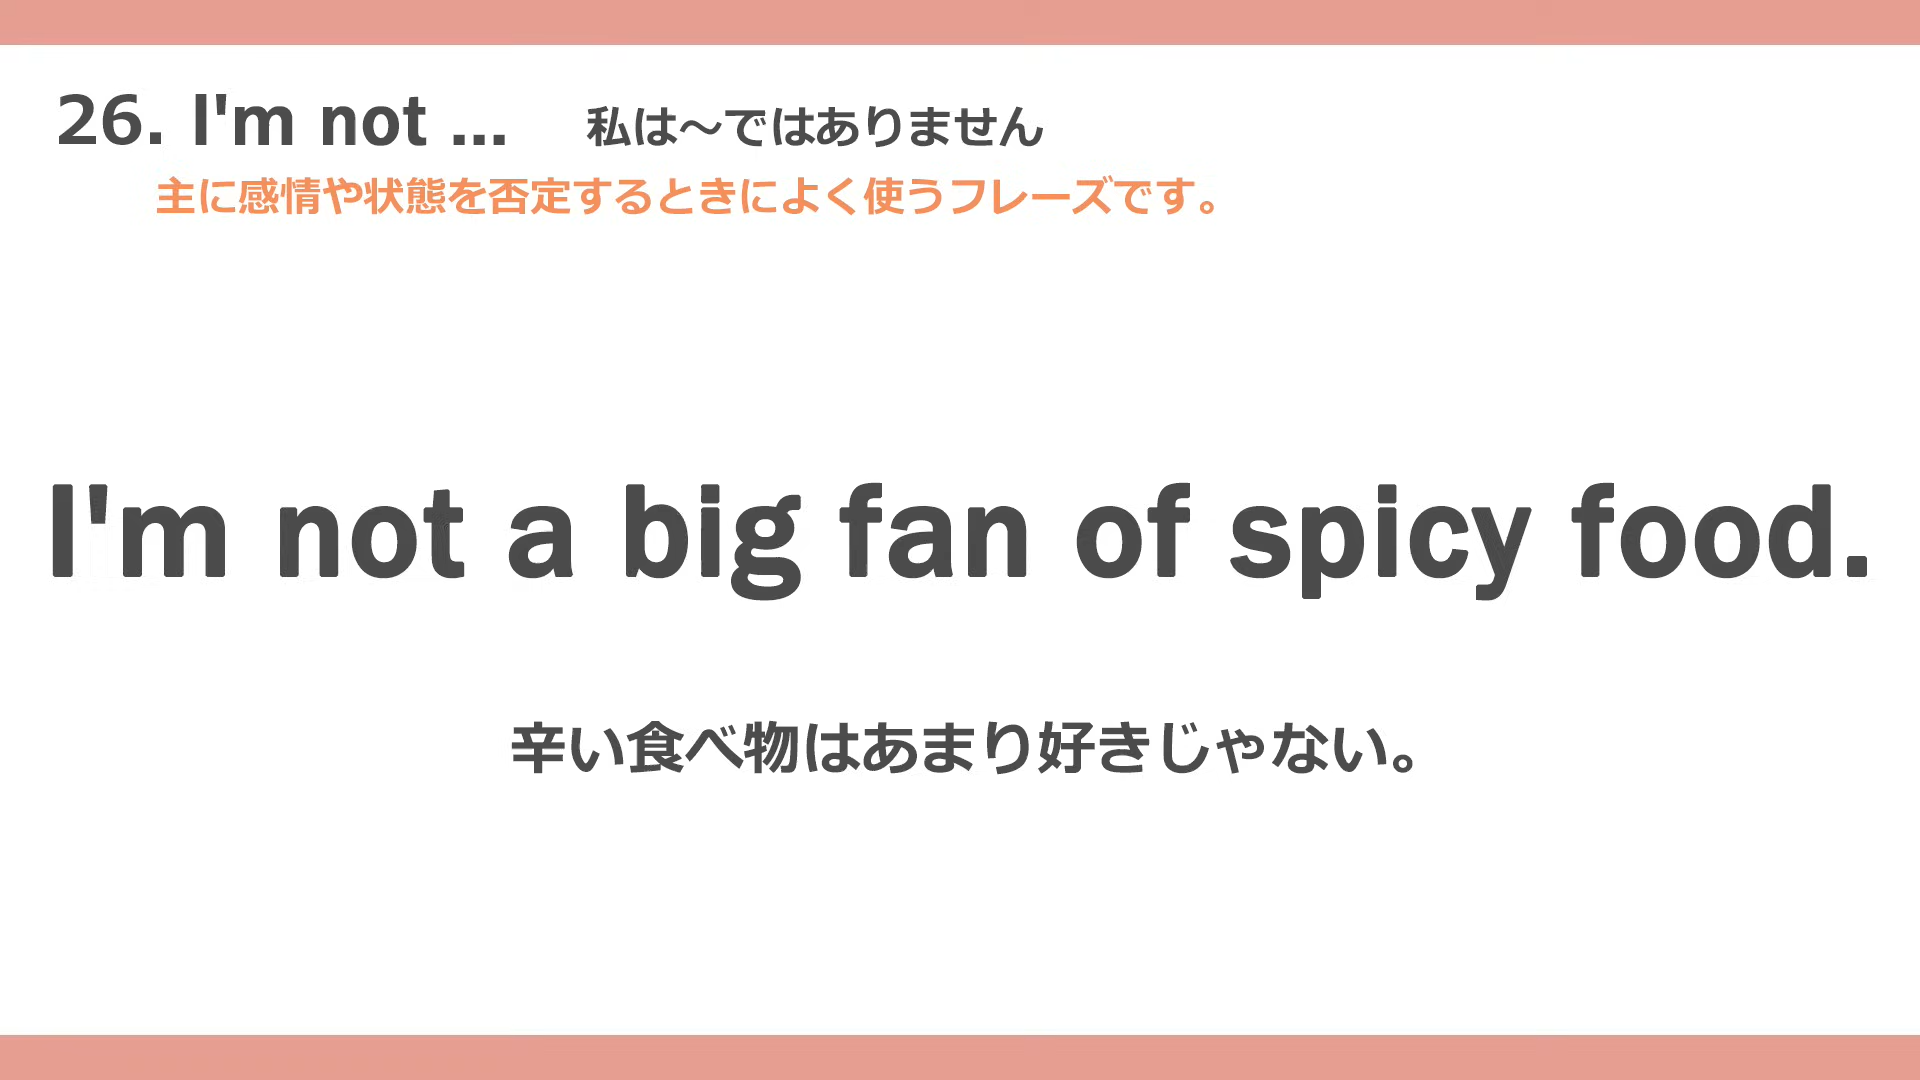 26. I'm not ... 私は〜ではありません
主に感情や状態を否定するときによく使うフレーズです。
I'm not a big fan of spicy food.
辛い食べ物はあまり好きじゃない。